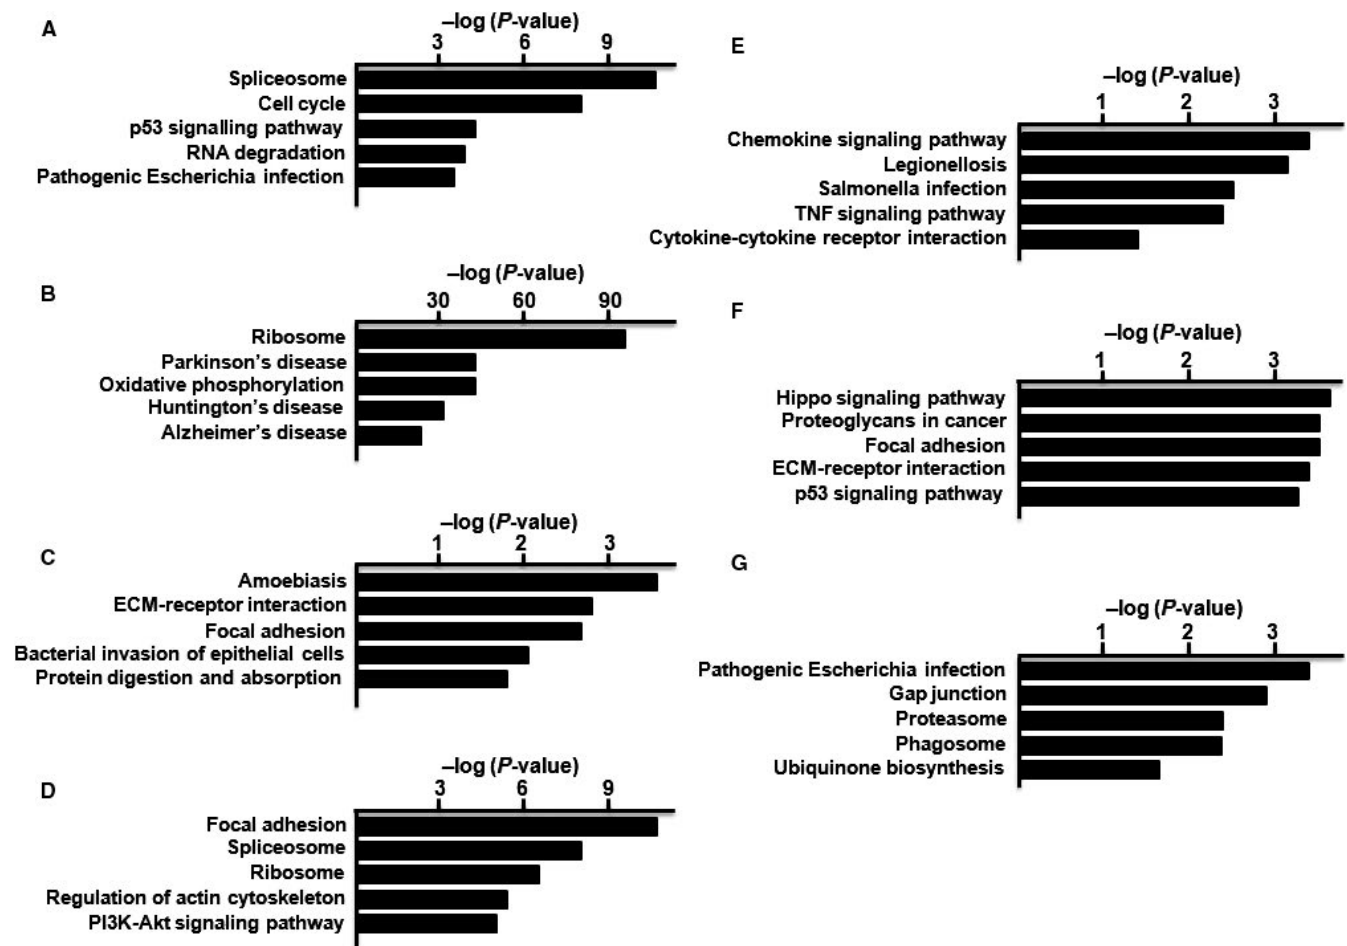 A
–log (P-value)
3 6 9
Spliceosome
Cell cycle
p53 signalling pathway
RNA degradation
Pathogenic Escherichia infection
B
–log (P-value)
30 60 90
Ribosome
Parkinson's disease
Oxidative phosphorylation
Huntington's disease
Alzheimer's disease
C
–log (P-value)
1 2 3
Amoebiasis
ECM-receptor interaction
Focal adhesion
Bacterial invasion of epithelial cells
Protein digestion and absorption
D
–log (P-value)
3 6 9
Focal adhesion
Spliceosome
Ribosome
Regulation of actin cytoskeleton
PI3K-Akt signaling pathway
E
–log (P-value)
1 2 3
Chemokine signaling pathway
Legionellosis
Salmonella infection
TNF signaling pathway
Cytokine-cytokine receptor interaction
F
–log (P-value)
1 2 3
Hippo signaling pathway
Proteoglycans in cancer
Focal adhesion
ECM-receptor interaction
p53 signaling pathway
G
–log (P-value)
1 2 3
Pathogenic Escherichia infection
Gap junction
Proteasome
Phagosome
Ubiquinone biosynthesis